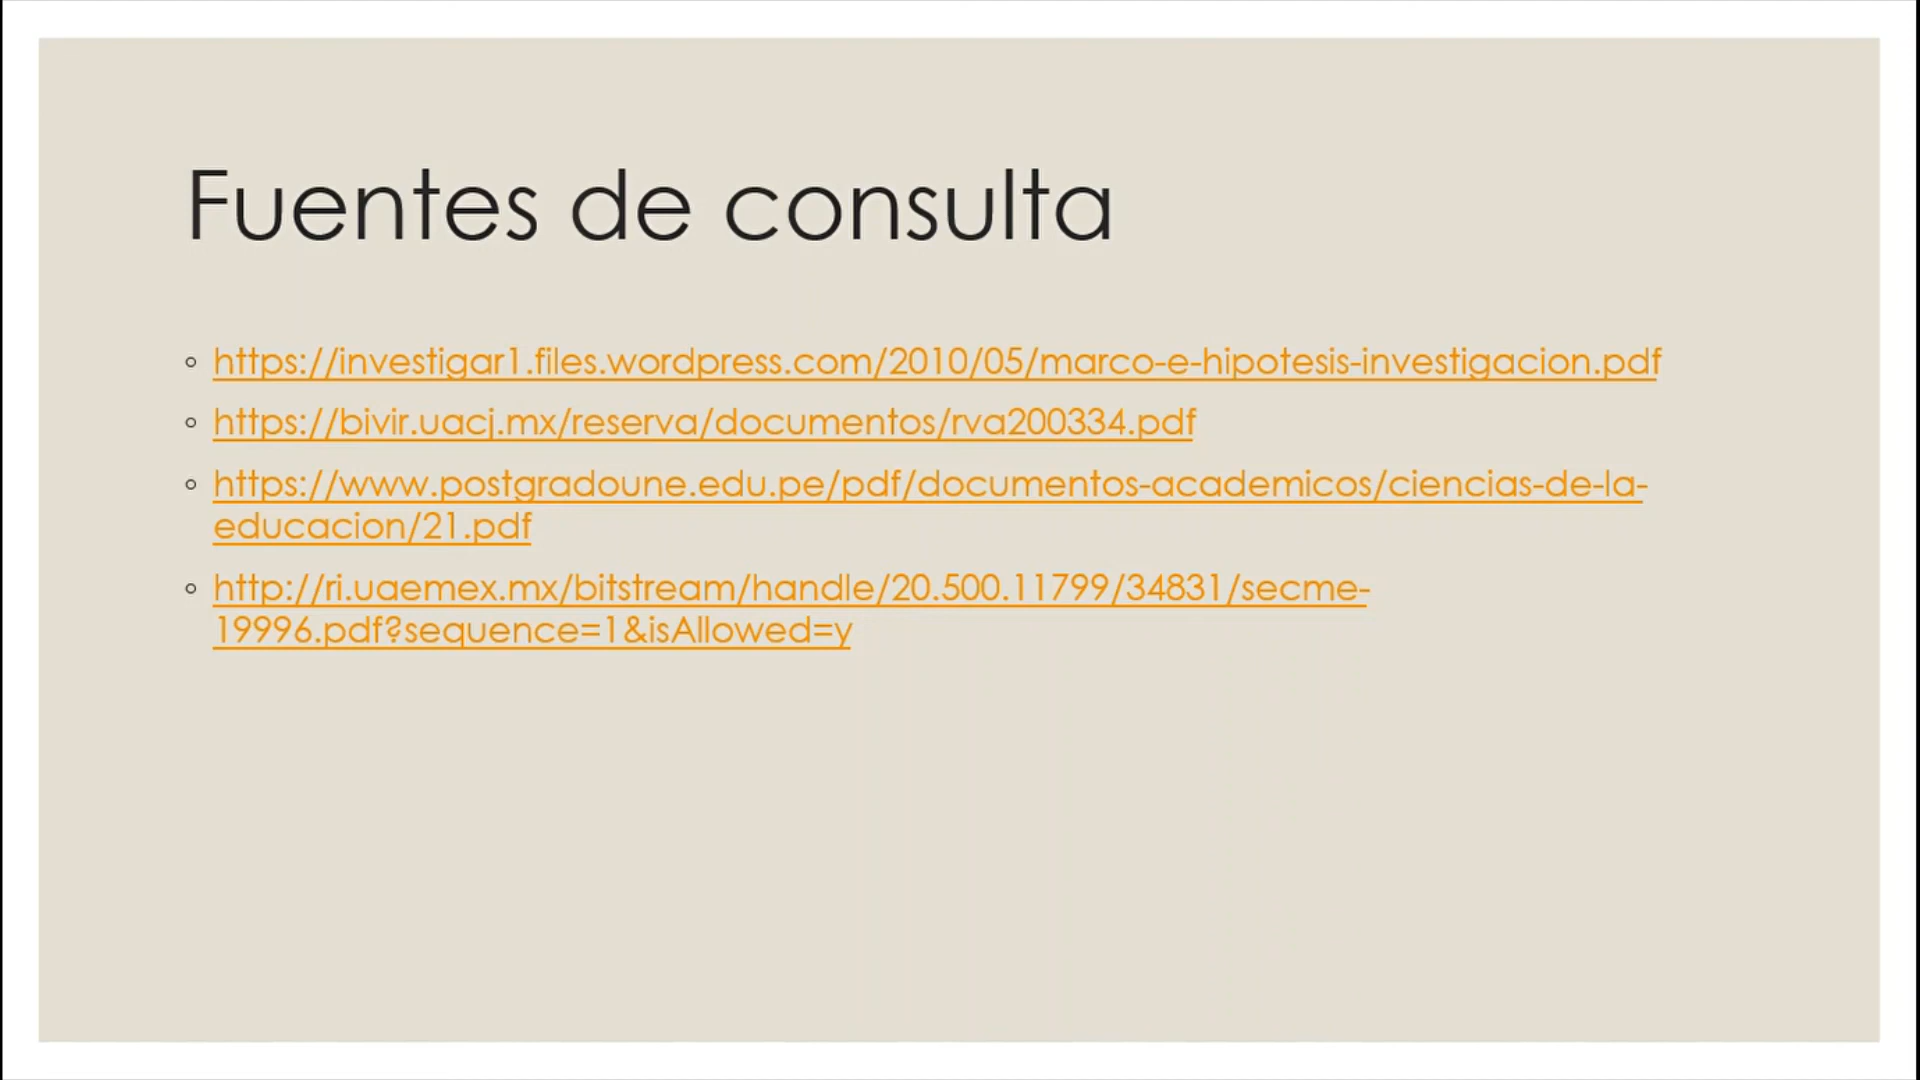 Fuentes de consulta
◦ https://investigar1.files.wordpress.com/2010/05/marco-e-hipotesis-investigacion.pdf
◦ https://bivir.uacj.mx/reserva/documentos/rva200334.pdf
◦ https://www.postgradoune.edu.pe/pdf/documentos-academicos/ciencias-de-la-
educacion/21.pdf
◦ http://ri.uaemex.mx/bitstream/handle/20.500.11799/34831/secme-
19996.pdf?sequence=1&isAllowed=y